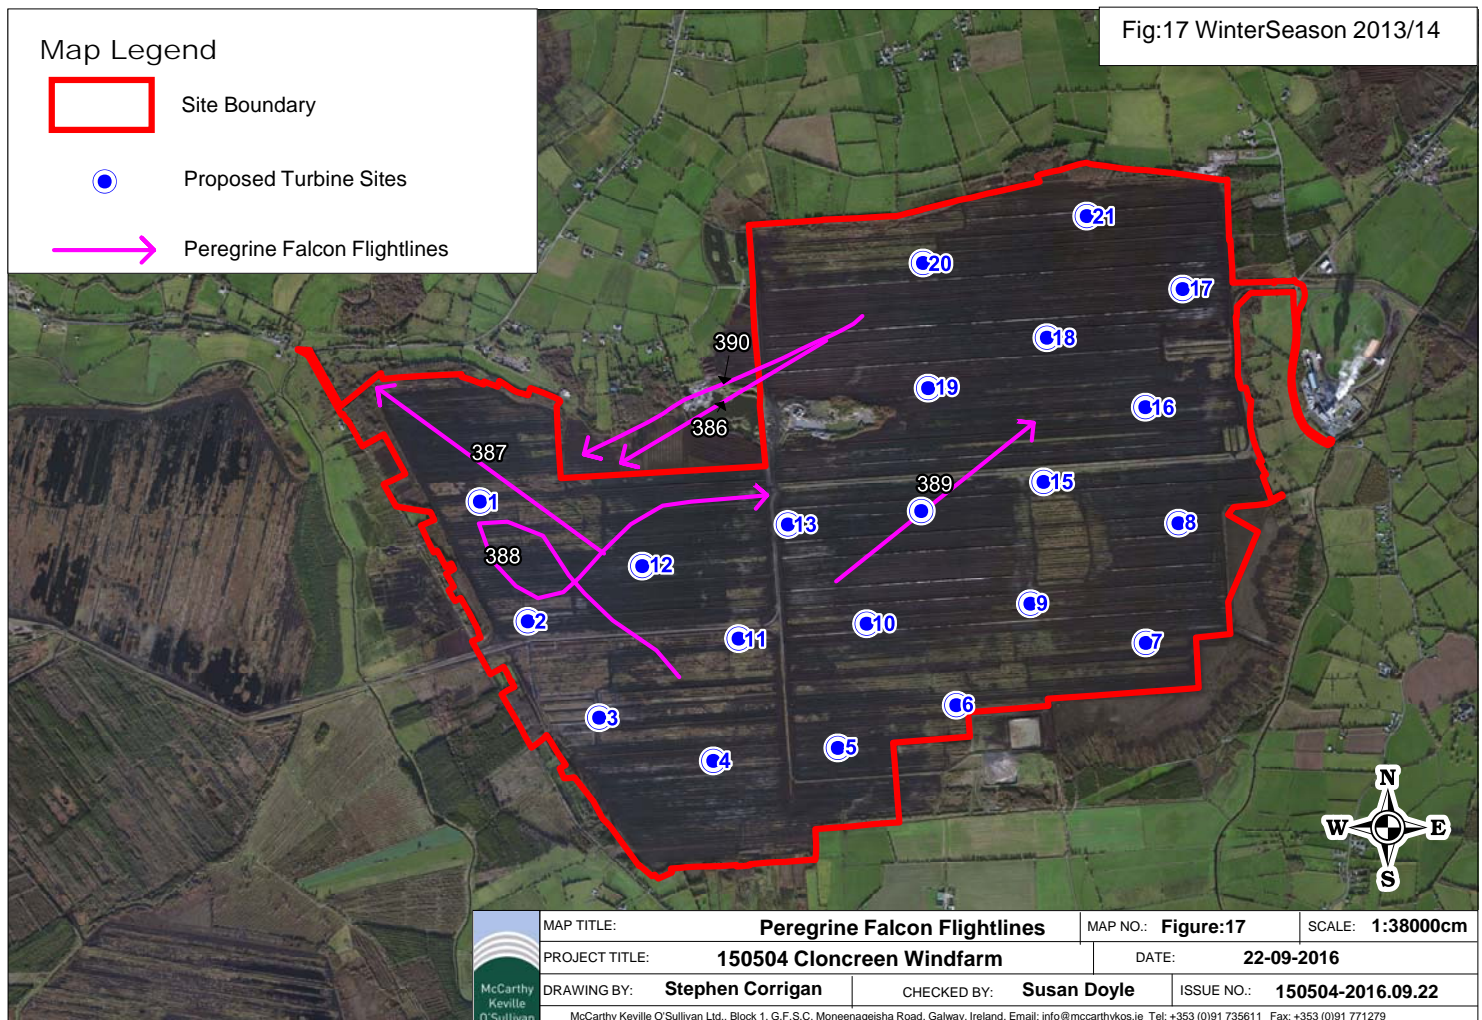 Fig:17 WinterSeason 2013/14
Map Legend
Site Boundary
Proposed Turbine Sites
Peregrine Falcon Flightlines
21
20
17
18
390
19
16
386
387
389
15
1
13
8
388
12
9
2
10
11
7
6
3
5
4
N
W E
S
MAP TITLE: Peregrine Falcon Flightlines MAP NO.: Figure:17 SCALE: 1:38000cm
PROJECT TITLE: 150504 Cloncreen Windfarm DATE: 22-09-2016
McCarthy
Keville
O'Sullivan
DRAWING BY: Stephen Corrigan CHECKED BY: Susan Doyle ISSUE NO.: 150504-2016.09.22
McCarthy Keville O'Sullivan Ltd., Block 1, G.F.S.C, Moneenageisha Road, Galway, Ireland. Email: info@mccarthykos.ie Tel: +353 (0)91 735611 Fax: +353 (0)91 771279